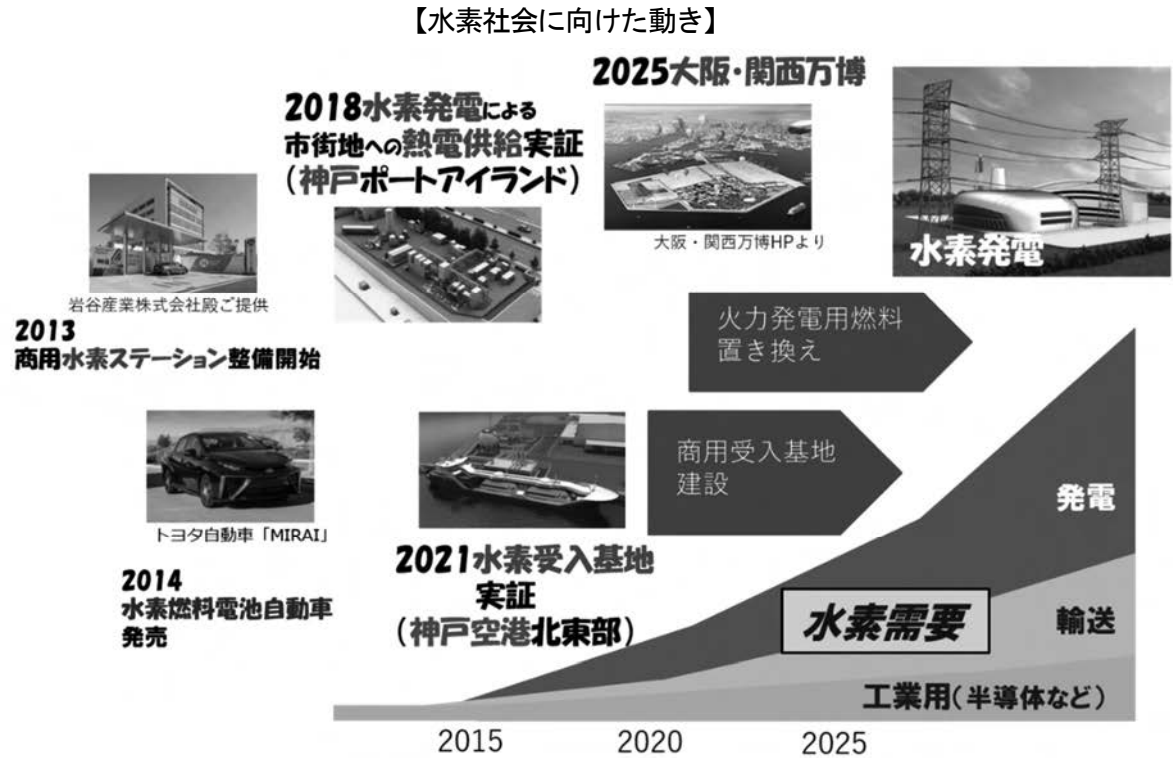 【水素社会に向けた動き】
2025大阪・関西万博
2018水素発電による
市街地への熱電供給実証
（神戸ポートアイランド）
大阪・関西万博HPより
水素発電
岩谷産業株式会社殿ご提供
2013
商用水素ステーション整備開始
火力発電用燃料
置き換え
商用受入基地
建設
トヨタ自動車「MIRAI」
2014
水素燃料電池自動車
発売
2021水素受入基地
実証
（神戸空港北東部）
発電
水素需要
輸送
工業用（半導体など）
2015
2020
2025